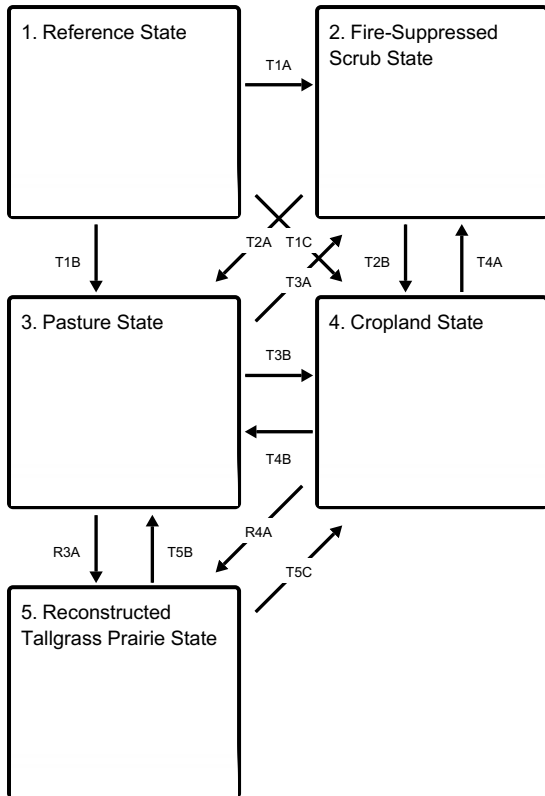 1. Reference State
2. Fire-Suppressed
Scrub State
T1A
T2A
T1C
T1B
T3A
T2B
T4A
3. Pasture State
4. Cropland State
T3B
T4B
R4A
R3A
T5B
T5C
5. Reconstructed
Tallgrass Prairie State